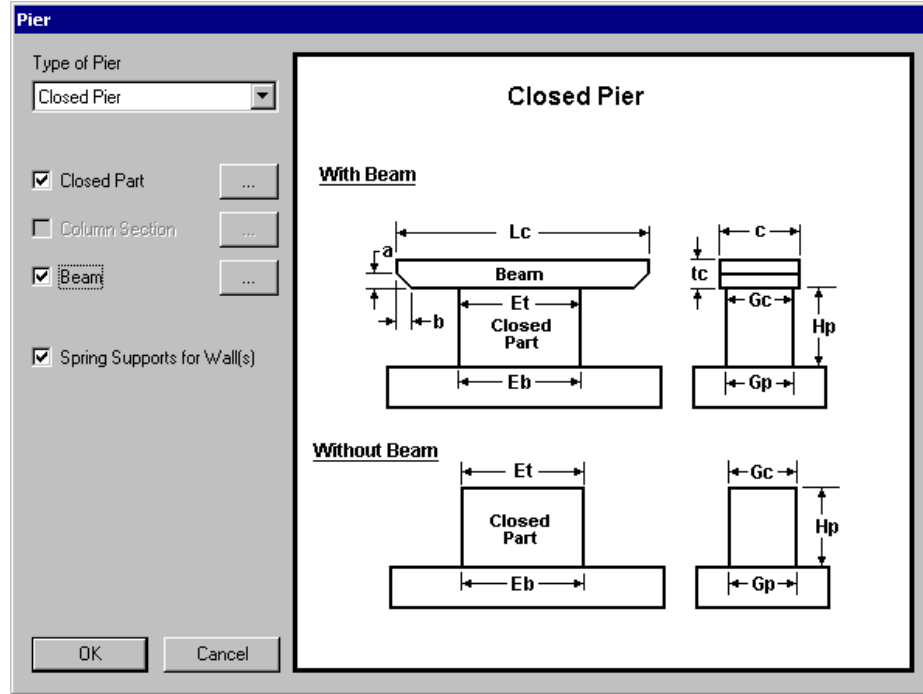 Pier
Type of Pier
Closed Pier
Closed Part ...
Column Section ...
Beam ...
Spring Supports for Wall(s)
OK Cancel
Closed Pier
With Beam
Lc c
a
Beam tc
Et Gc
b Closed Hp
Part
Eb Gp
Without Beam
Et Gc
Closed Hp
Part
Eb Gp